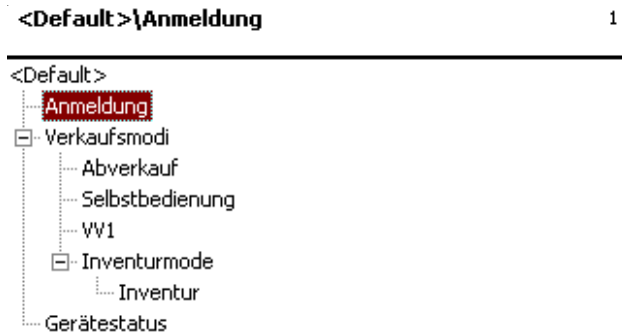 <Default>\Anmeldung 1
<Default>
Anmeldung
Verkaufsmodi
Abverkauf
Selbstbedienung
VV1
Inventurmode
Inventur
Gerätestatus